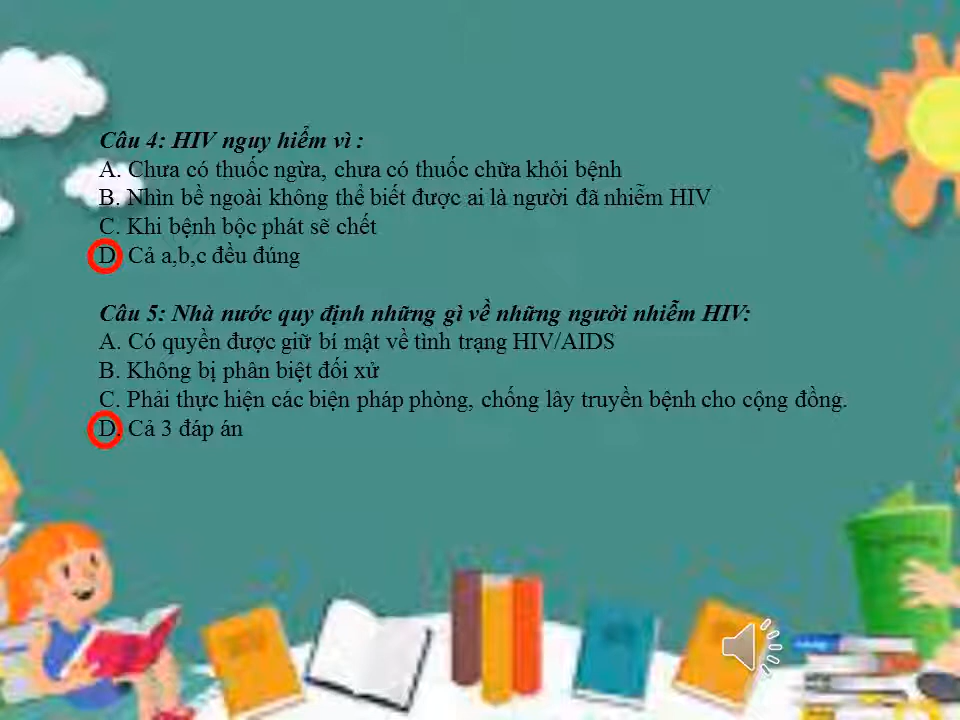 Câu 4: HIV nguy hiểm vì :
A. Chưa có thuốc ngừa, chưa có thuốc chữa khỏi bệnh
B. Nhìn bề ngoài không thể biết được ai là người đã nhiễm HIV
C. Khi bệnh bộc phát sẽ chết
D. Cả a,b,c đều đúng
Câu 5: Nhà nước quy định những gì về những người nhiễm HIV:
A. Có quyền được giữ bí mật về tình trạng HIV/AIDS
B. Không bị phân biệt đối xử
C. Phải thực hiện các biện pháp phòng, chống lây truyền bệnh cho cộng đồng.
D. Cả 3 đáp án